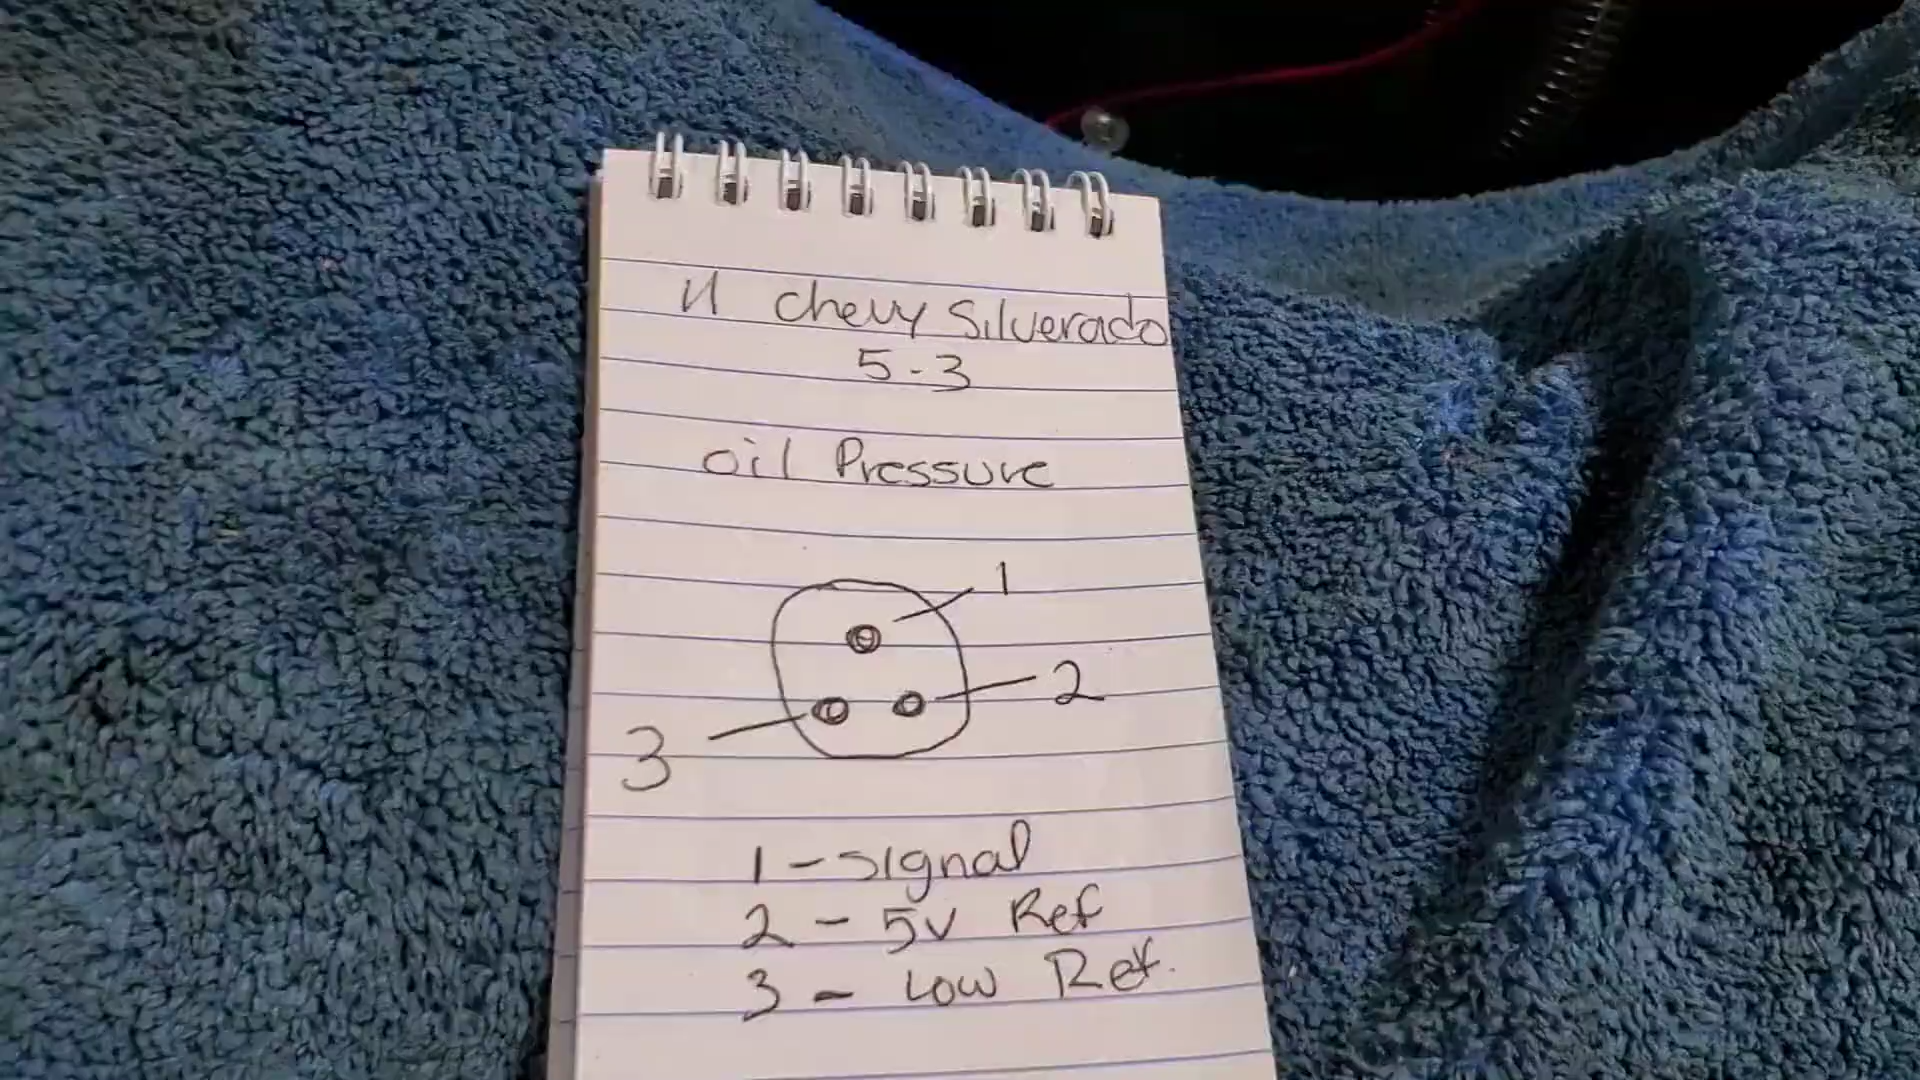 11 Chevy Silverado
5.3
oil Pressure
1
2
3
1 - signal
2 - 5v Ref
3 - Low Ref.